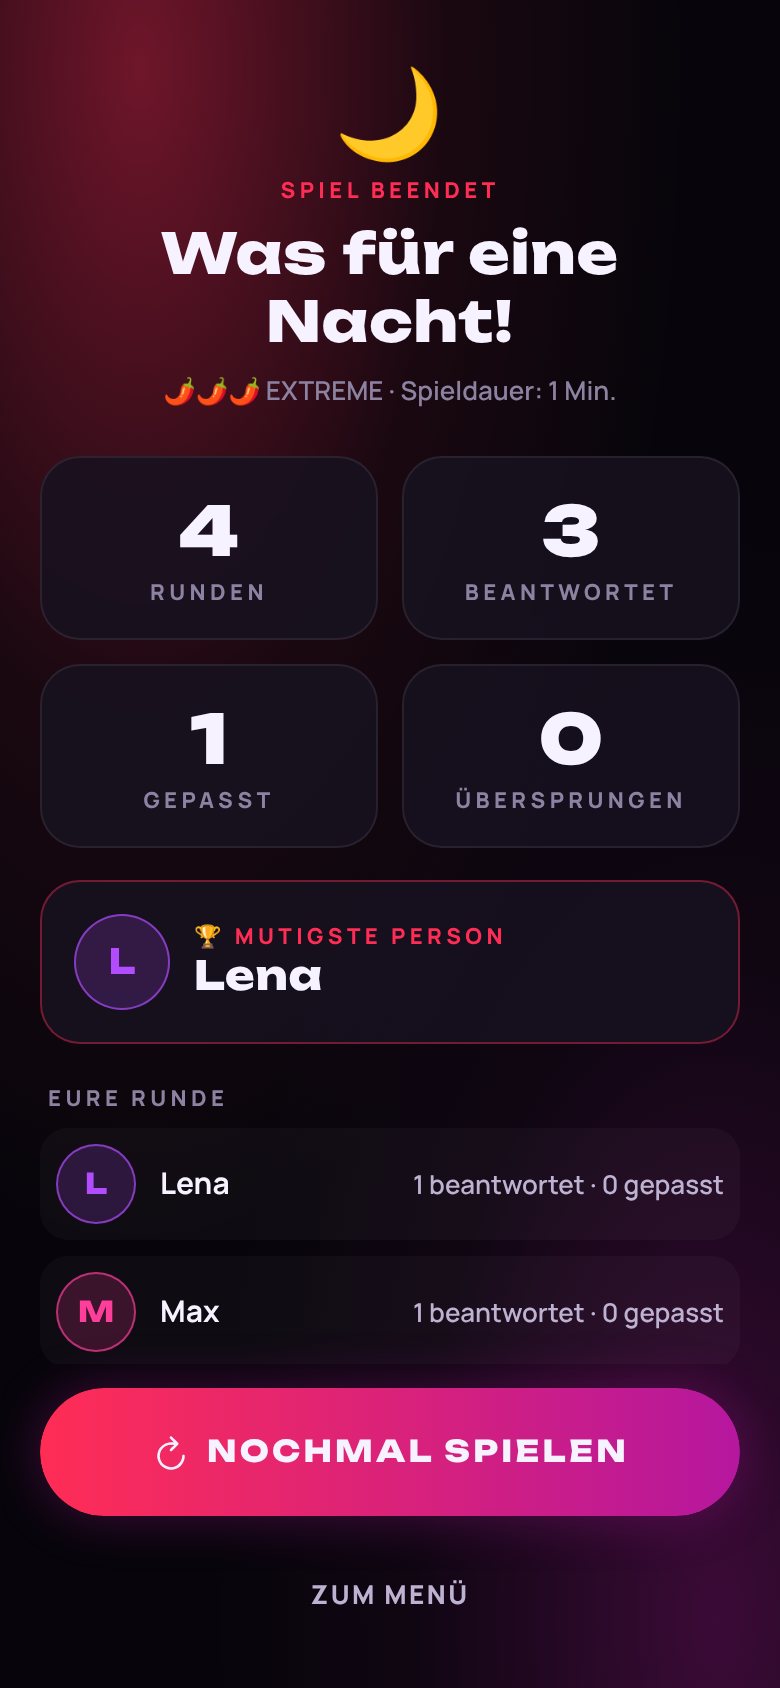 SPIEL BEENDET
Was für eine
Nacht!
🌶️🌶️🌶️ EXTREME · Spieldauer: 1 Min.
4
RUNDEN
3
BEANTWORTET
1
GEPASST
0
ÜBERSPRUNGEN
L
🏆 MUTIGSTE PERSON
Lena
EURE RUNDE
L
Lena
1 beantwortet · 0 gepasst
M
Max
1 beantwortet · 0 gepasst
NOCHMAL SPIELEN
ZUM MENÜ